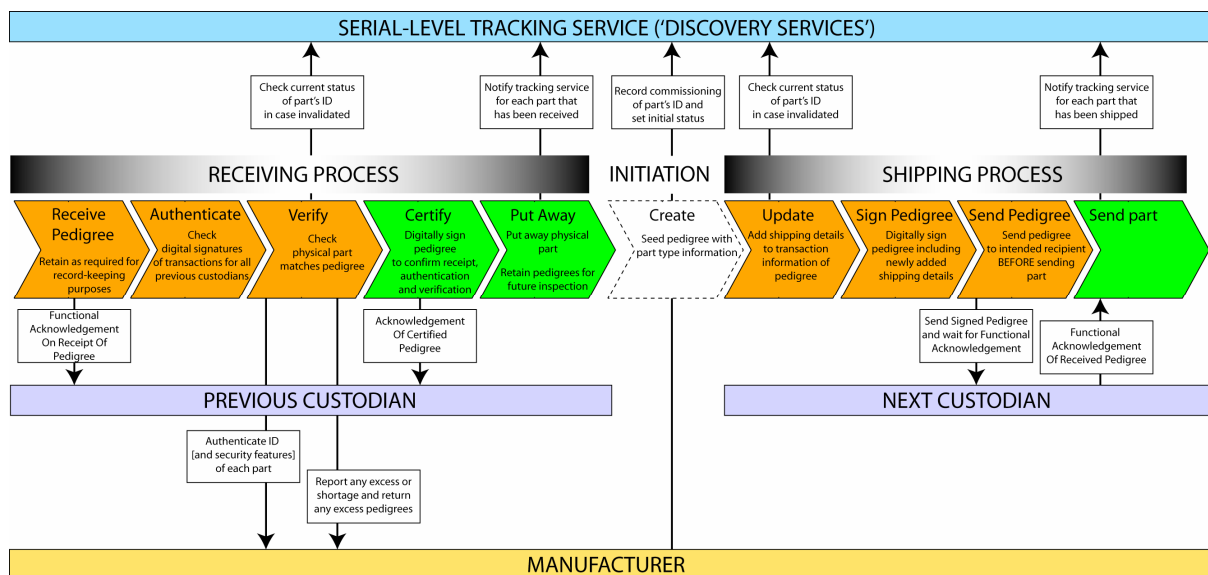 SERIAL-LEVEL TRACKING SERVICE ('DISCOVERY SERVICES')
Check current status
of part's ID
in case invalidated
Notify tracking service
for each part that
has been received
Record commissioning
of part's ID and
set initial status
Check current status
of part's ID
in case invalidated
Notify tracking service
for each part that
has been shipped
RECEIVING PROCESS
INITIATION
SHIPPING PROCESS
Receive
Pedigree
Retain as required for
record-keeping
purposes
Authenticate
Check
digital signatures
of transactions for all
previous custodians
Verify
Check
physical part
matches pedigree
Certify
Digitally sign
pedigree
to confirm receipt,
authentication
and verification
Put Away
Put away physical
part
Retain pedigrees for
future inspection
Create
Seed pedigree with
part type information
Update
Add shipping details
to transaction
information of
pedigree
Sign Pedigree
Digitally sign
pedigree including
newly added
shipping details
Send Pedigree
Send pedigree
to intended recipient
BEFORE sending
part
Send part
Functional
Acknowledgement
On Receipt Of
Pedigree
Acknowledgement
Of Certified
Pedigree
Send Signed Pedigree
and wait for Functional
Acknowledgement
Functional
Acknowledgement
Of Received Pedigree
PREVIOUS CUSTODIAN
NEXT CUSTODIAN
Authenticate ID
[and security features]
of each part
Report any excess or
shortage and return
any excess pedigrees
MANUFACTURER